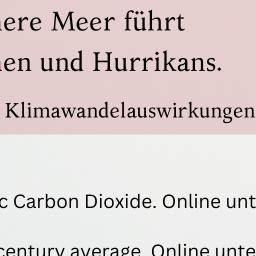 ere Meer führt
en und Hurrikans.
Klimawandelauswirkungen
c Carbon Dioxide. Online unt
century average. Online unte